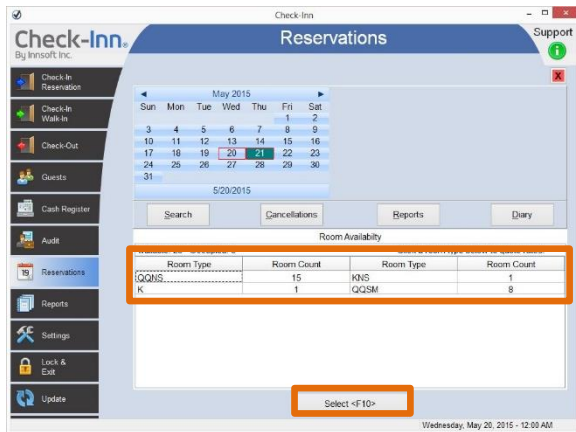 Check-Inn
Check-Inn®
By Innsoft Inc.
Reservations
Support
X
Check-In
Reservation
Check-In
Walk-In
Check-Out
Guests
Cash Register
Audit
19
Reservations
Reports
Settings
Lock &
Exit
Update
May 2015
Sun Mon Tue Wed Thu Fri Sat
1 2
3 4 5 6 7 8 9
10 11 12 13 14 15 16
17 18 19 20 21 22 23
24 25 26 27 28 29 30
31
5/20/2015
Search Cancellations Reports Diary
Room Availabilty
Room Type Room Count Room Type Room Count
QQNS 15 KNS 1
K 1 QQSM 8
Select <F10>
Wednesday, May 20, 2015 - 12:00 AM